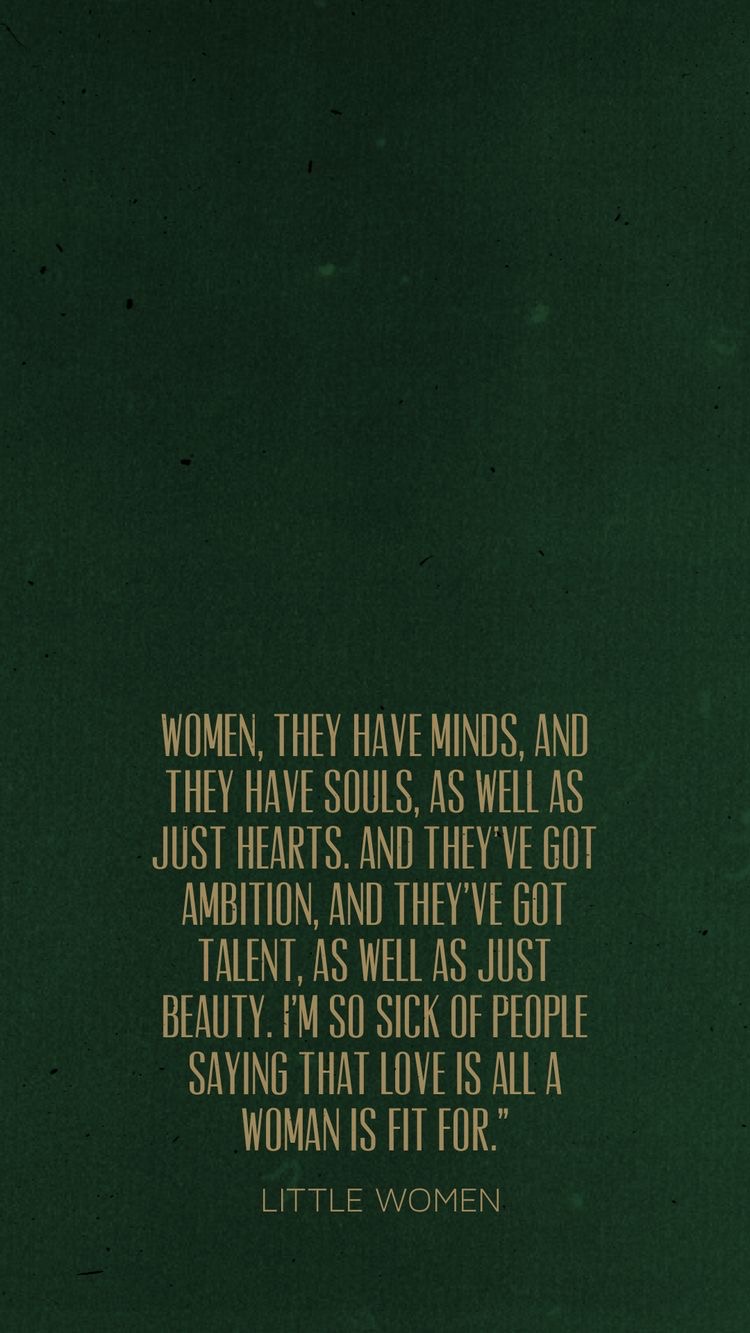 WOMEN, THEY HAVE MINDS, AND
THEY HAVE SOULS, AS WELL AS
JUST HEARTS. AND THEY'VE GOT
AMBITION, AND THEY'VE GOT
TALENT, AS WELL AS JUST
BEAUTY. I'M SO SICK OF PEOPLE
SAYING THAT LOVE IS ALL A
WOMAN IS FIT FOR.”
LITTLE WOMEN